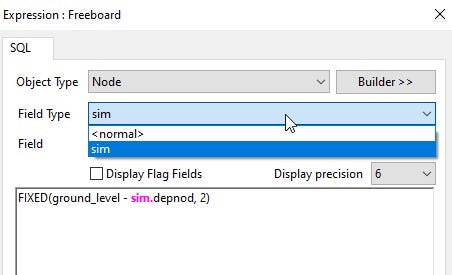 Expression : Freeboard
SQL
Object Type Node Builder >>
Field Type sim
<normal>
Field sim
Display Flag Fields Display precision 6
FIXED(ground_level - sim.depnod, 2)